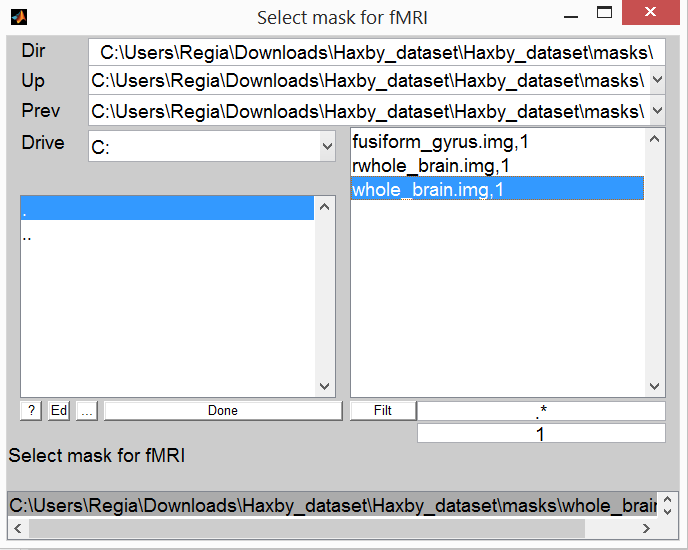 Select mask for fMRI
Dir C:\Users\Regia\Downloads\Haxby_dataset\Haxby_dataset\masks\
Up C:\Users\Regia\Downloads\Haxby_dataset\Haxby_dataset\masks\
Prev C:\Users\Regia\Downloads\Haxby_dataset\Haxby_dataset\masks\
Drive C:
fusiform_gyrus.img,1
rwhole_brain.img,1
whole_brain.img,1
.
..
? Ed ... Done Filt .*
1
Select mask for fMRI
C:\Users\Regia\Downloads\Haxby_dataset\Haxby_dataset\masks\whole_brain